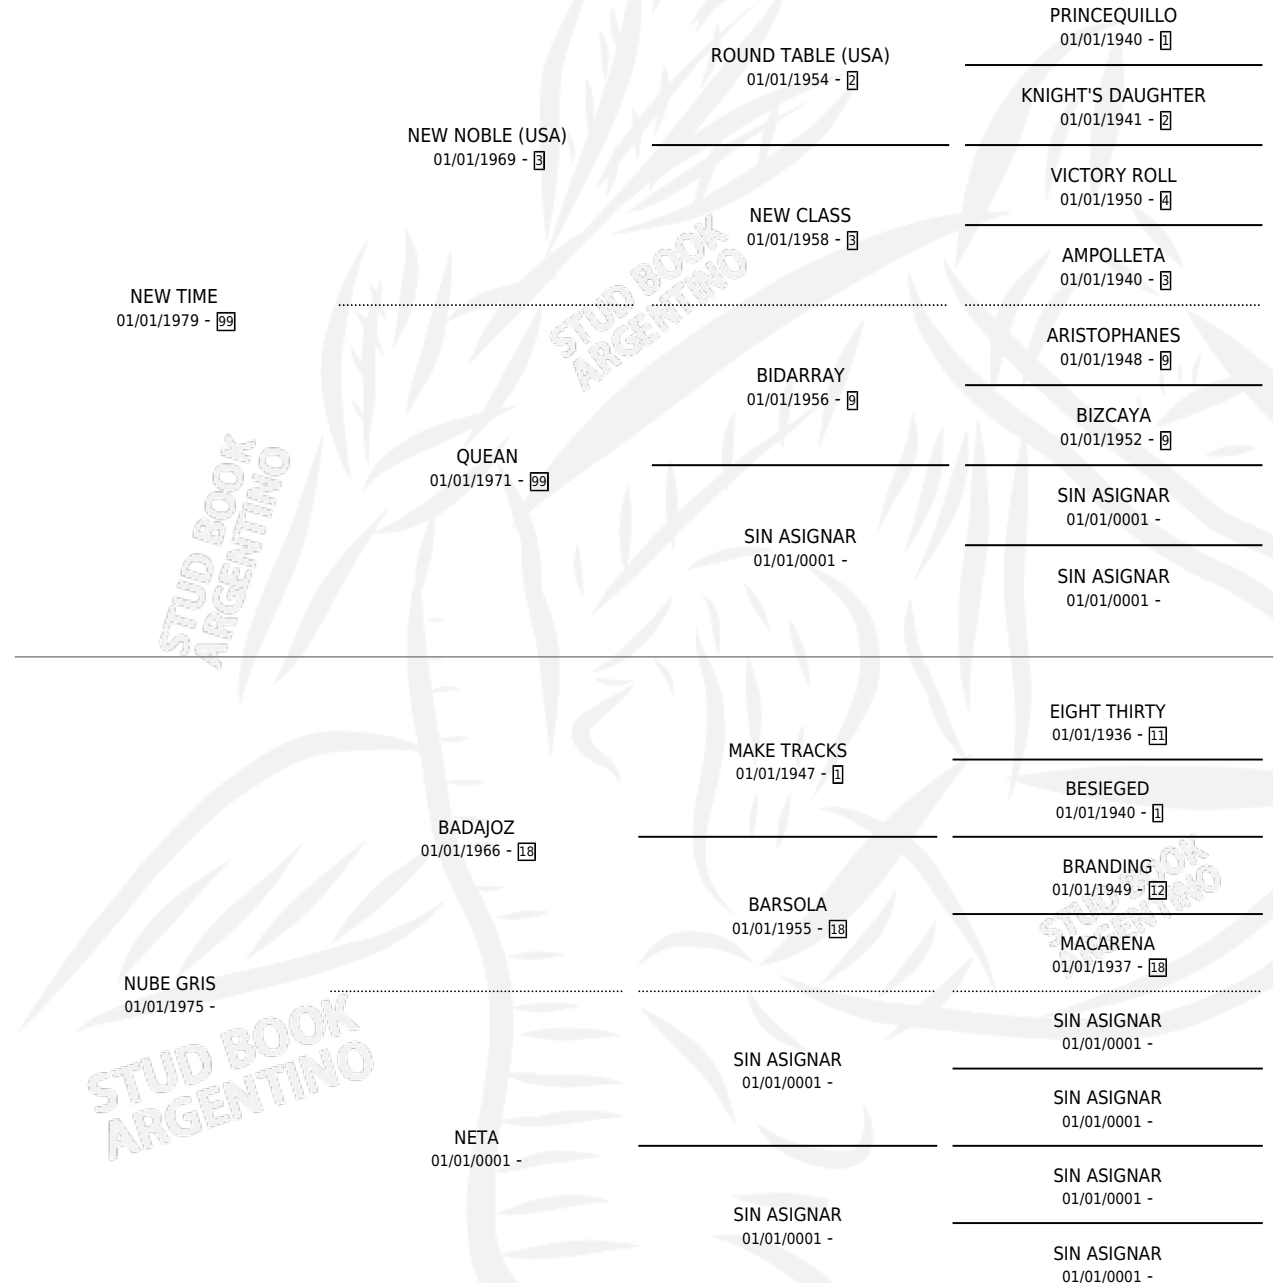 PRINCEQUILLO
01/01/1940 - 1
ROUND TABLE (USA)
01/01/1954 - 2
KNIGHT'S DAUGHTER
01/01/1941 - 2
NEW NOBLE (USA)
01/01/1969 - 3
VICTORY ROLL
01/01/1950 - 4
NEW CLASS
01/01/1958 - 3
AMPOLLETA
01/01/1940 - 3
NEW TIME
01/01/1979 - 99
ARISTOPHANES
01/01/1948 - 9
BIDARRAY
01/01/1956 - 9
BIZCAYA
01/01/1952 - 9
QUEAN
01/01/1971 - 99
SIN ASIGNAR
01/01/0001 -
SIN ASIGNAR
01/01/0001 -
SIN ASIGNAR
01/01/0001 -
STUD BOOK
ARGENTINO
STUD BOOK
ARGENTINO
EIGHT THIRTY
01/01/1936 - 11
MAKE TRACKS
01/01/1947 - 1
BESIEGED
01/01/1940 - 1
BADAJOZ
01/01/1966 - 18
BRANDING
01/01/1949 - 12
BARSOLA
01/01/1955 - 18
MACARENA
01/01/1937 - 18
NUBE GRIS
01/01/1975 -
SIN ASIGNAR
01/01/0001 -
SIN ASIGNAR
01/01/0001 -
SIN ASIGNAR
01/01/0001 -
NETA
01/01/0001 -
SIN ASIGNAR
01/01/0001 -
SIN ASIGNAR
01/01/0001 -
SIN ASIGNAR
01/01/0001 -
STUD BOOK
ARGENTINO
STUD BOOK
ARGENTINO